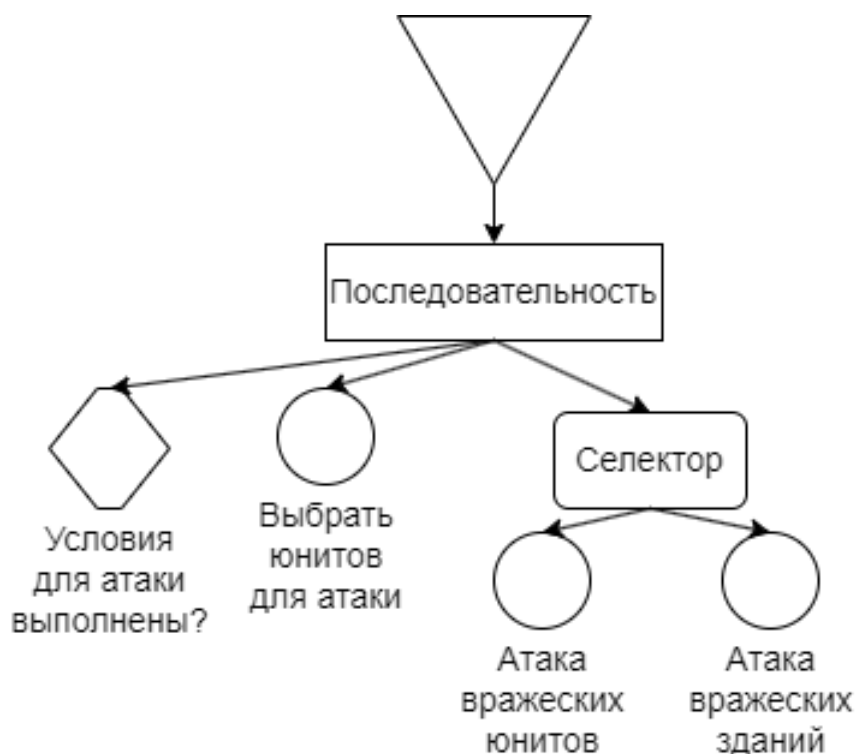 Последовательность
Селектор
Условия
для атаки
выполнены?
Выбрать
юнитов
для атаки
Атака
вражеских
юнитов
Атака
вражеских
зданий